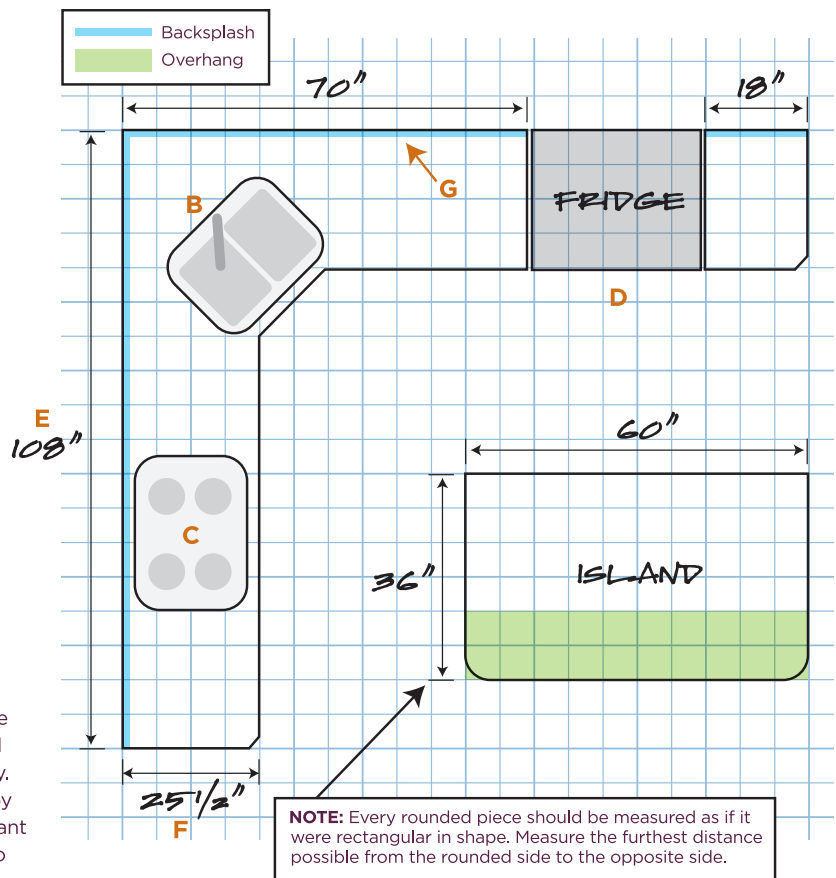 Backsplash
Overhang
70"
18"
B
G
FRIDGE
D
E
108"
60"
C
36"
ISLAND
25 1/2"
F
e
l
y.
oy
ant
o
NOTE: Every rounded piece should be measured as if it
were rectangular in shape. Measure the furthest distance
possible from the rounded side to the opposite side.